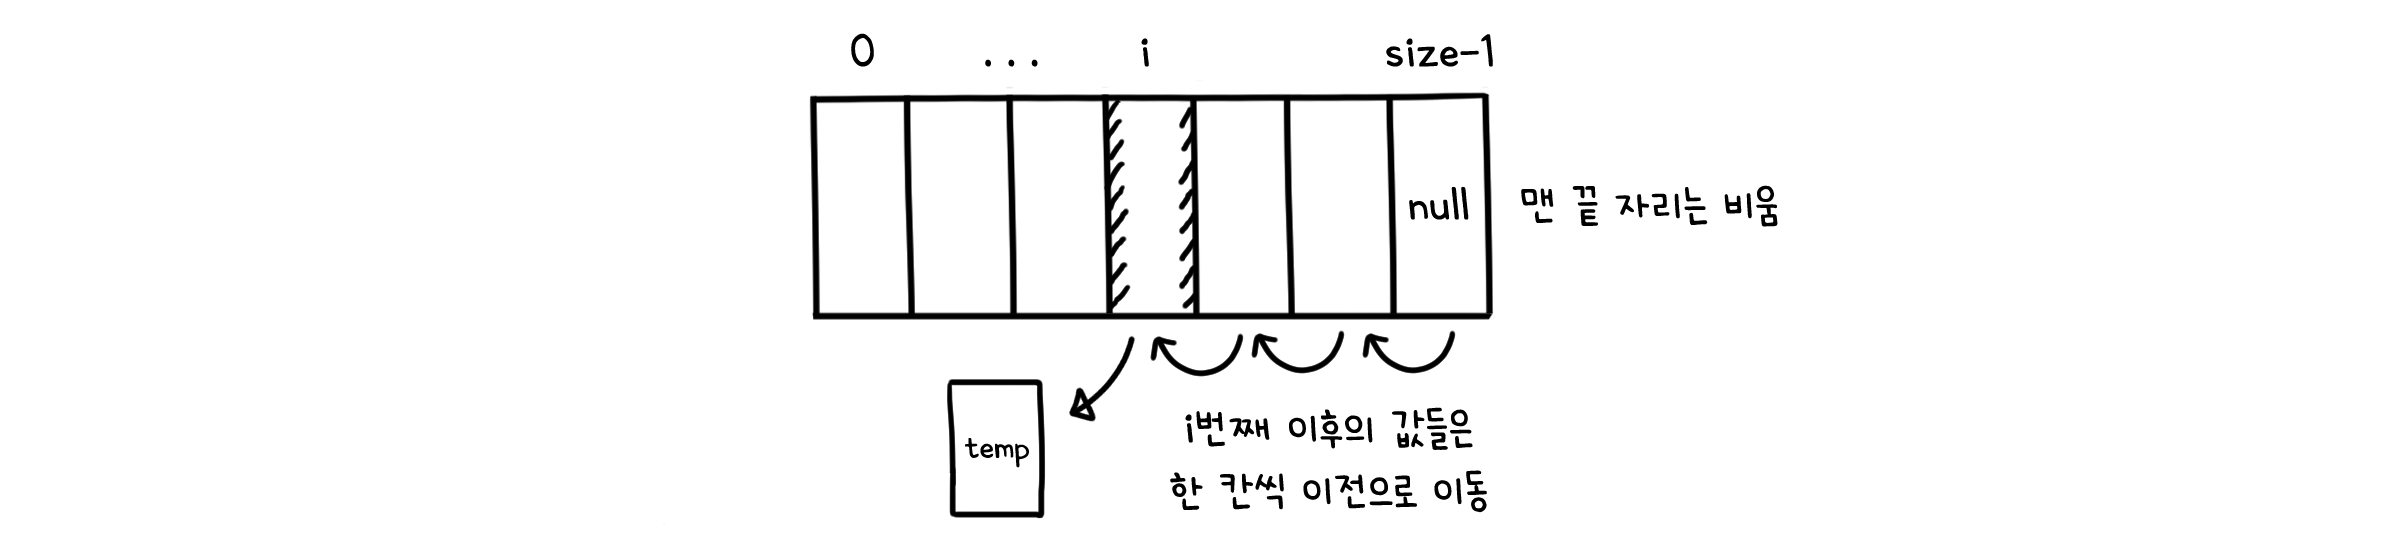 0 ... i size-1
null 맨 끝 자리는 비움
temp
i번째 이후의 값들은
한 칸씩 이전으로 이동